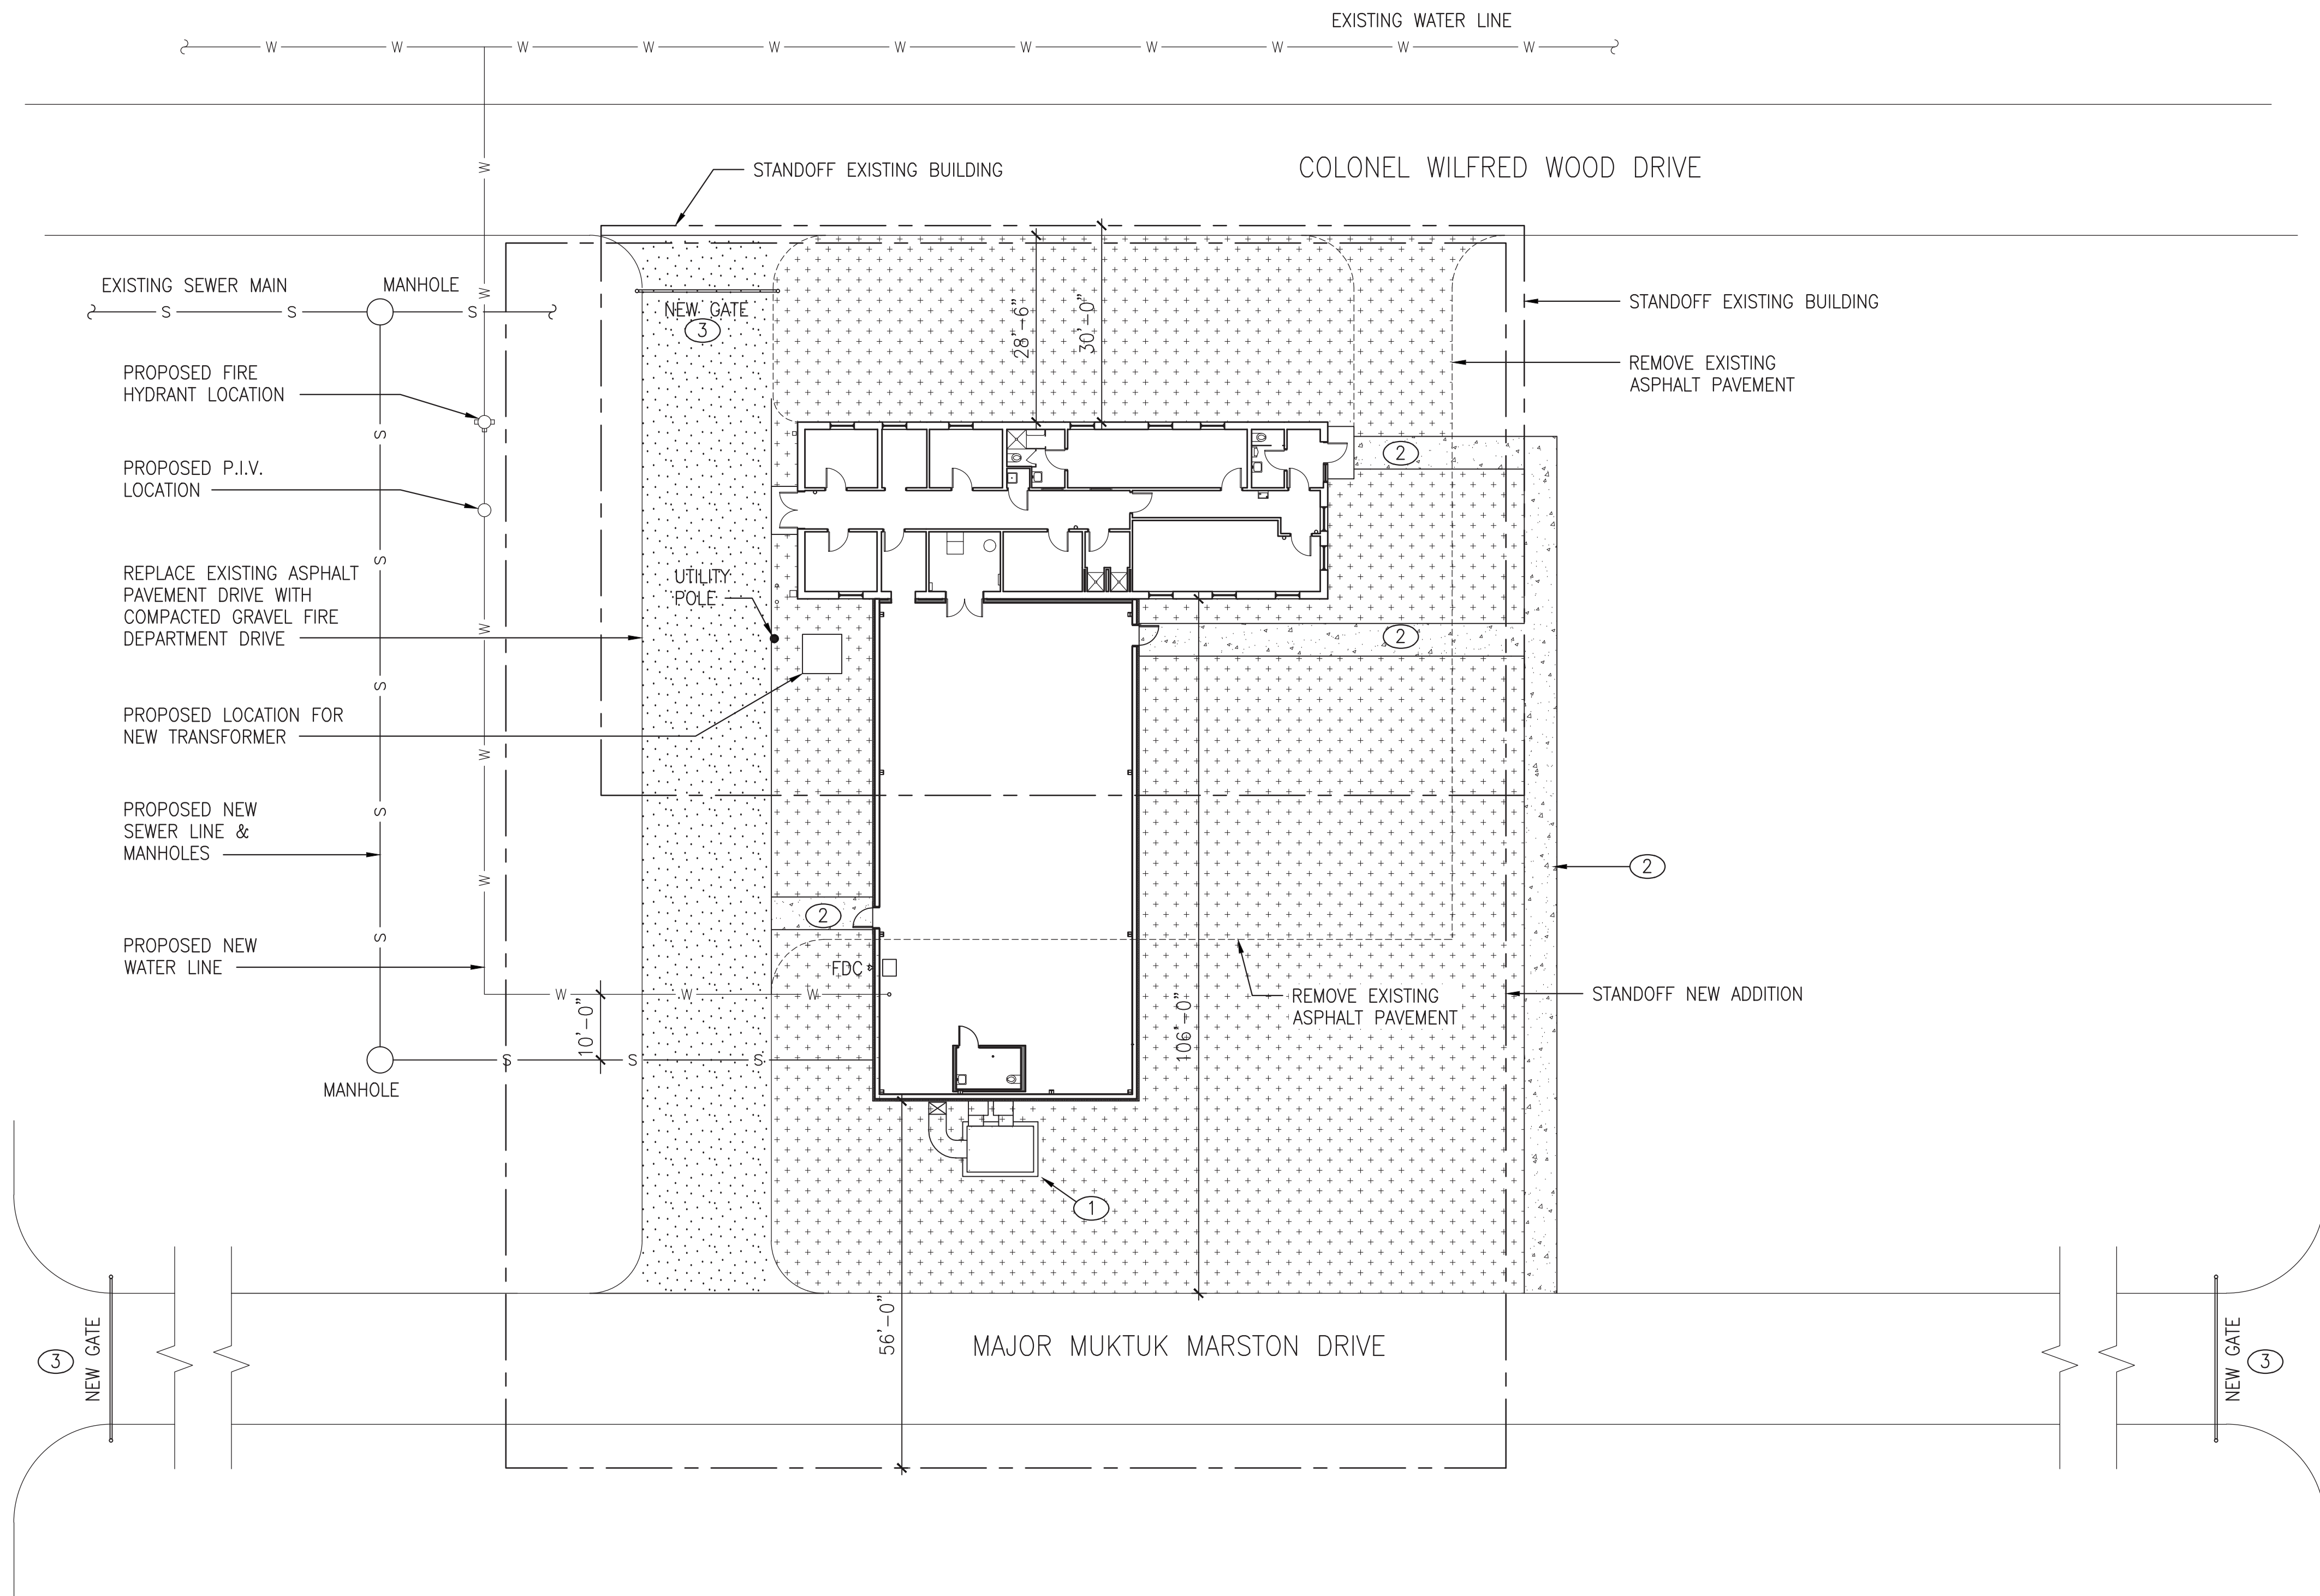 EXISTING WATER LINE
W W W W W W W W W W W
W
STANDOFF EXISTING BUILDING
COLONEL WILFRED WOOD DRIVE
EXISTING SEWER MAIN
MANHOLE
W
S S S
NEW GATE
3
28'-6"
30'-0"
STANDOFF EXISTING BUILDING
REMOVE EXISTING
ASPHALT PAVEMENT
PROPOSED FIRE
HYDRANT LOCATION
S
2
PROPOSED P.I.V.
LOCATION
S
REPLACE EXISTING ASPHALT
PAVEMENT DRIVE WITH
COMPACTED GRAVEL FIRE
DEPARTMENT DRIVE
W
UTILITY
POLE
2
S
PROPOSED LOCATION FOR
NEW TRANSFORMER
W
PROPOSED NEW
SEWER LINE &
MANHOLES
S
W
2
2
PROPOSED NEW
WATER LINE
S
FDC
W W W
10'-0"
REMOVE EXISTING
ASPHALT PAVEMENT
STANDOFF NEW ADDITION
106'-0"
S S S
MANHOLE
1
56'-0"
MAJOR MUKTUK MARSTON DRIVE
3
NEW GATE
NEW GATE
3